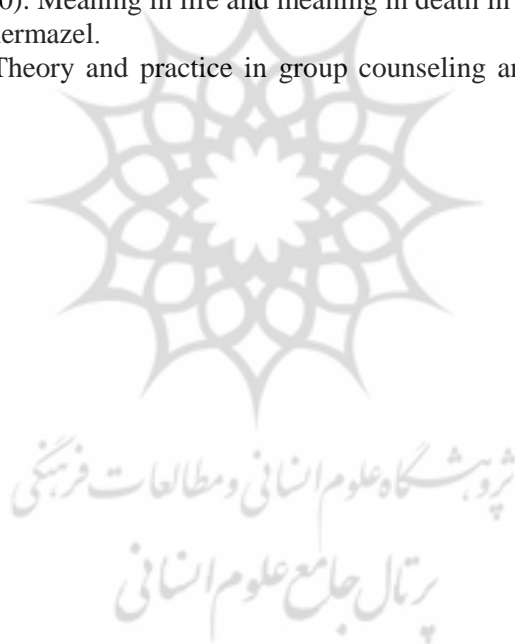 0). Meaning in life and meaning in death in
ermazel.
Theory and practice in group counseling an
پژوهشگاه علوم انسانی و مطالعات فرهنگی
پرتال جامع علوم انسانی